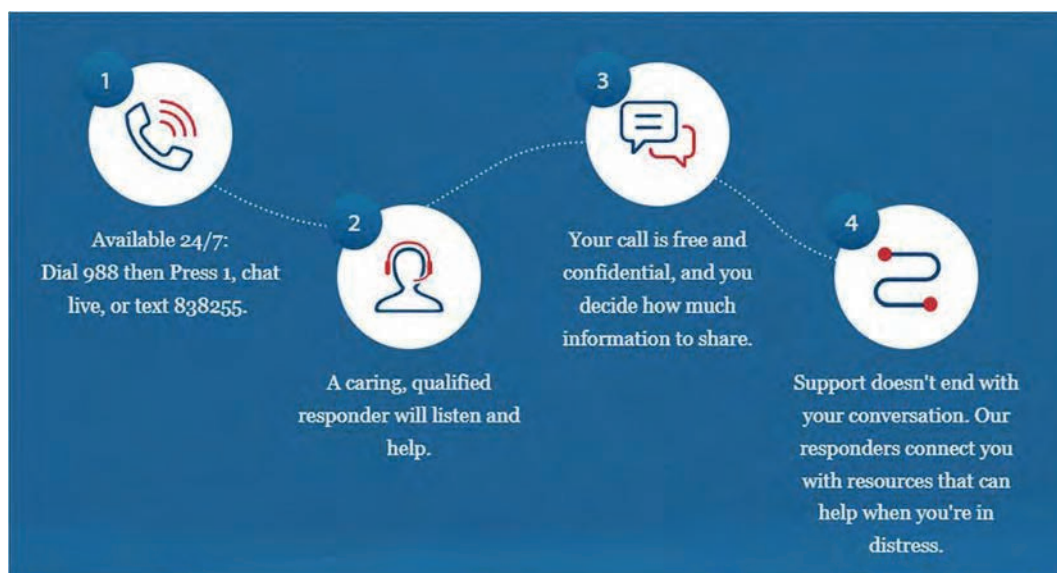 1
Available 24/7:
Dial 988 then Press 1, chat
live, or text 838255.
2
A caring, qualified
responder will listen and
help.
3
Your call is free and
confidential, and you
decide how much
information to share.
4
Support doesn't end with
your conversation. Our
responders connect you
with resources that can
help when you're in
distress.